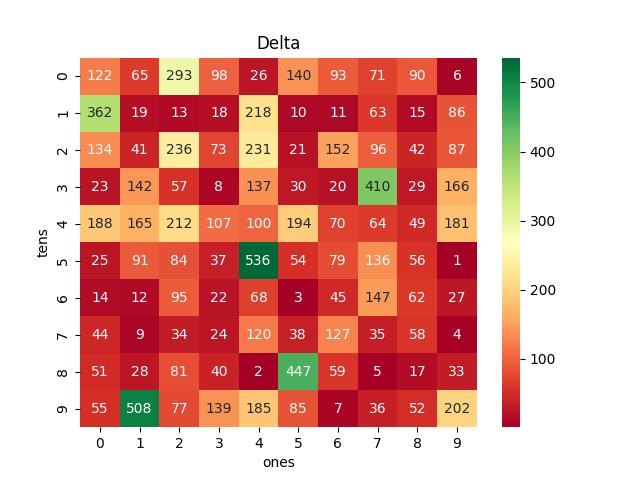 Delta
0 122 65 293 98 26 140 93 71 90 6
1 362 19 13 18 218 10 11 63 15 86
2 134 41 236 73 231 21 152 96 42 87
3 23 142 57 8 137 30 20 410 29 166
4 188 165 212 107 100 194 70 64 49 181
5 25 91 84 37 536 54 79 136 56 1
6 14 12 95 22 68 3 45 147 62 27
7 44 9 34 24 120 38 127 35 58 4
8 51 28 81 40 2 447 59 5 17 33
9 55 508 77 139 185 85 7 36 52 202
0 1 2 3 4 5 6 7 8 9
ones
tens
500
400
300
200
100